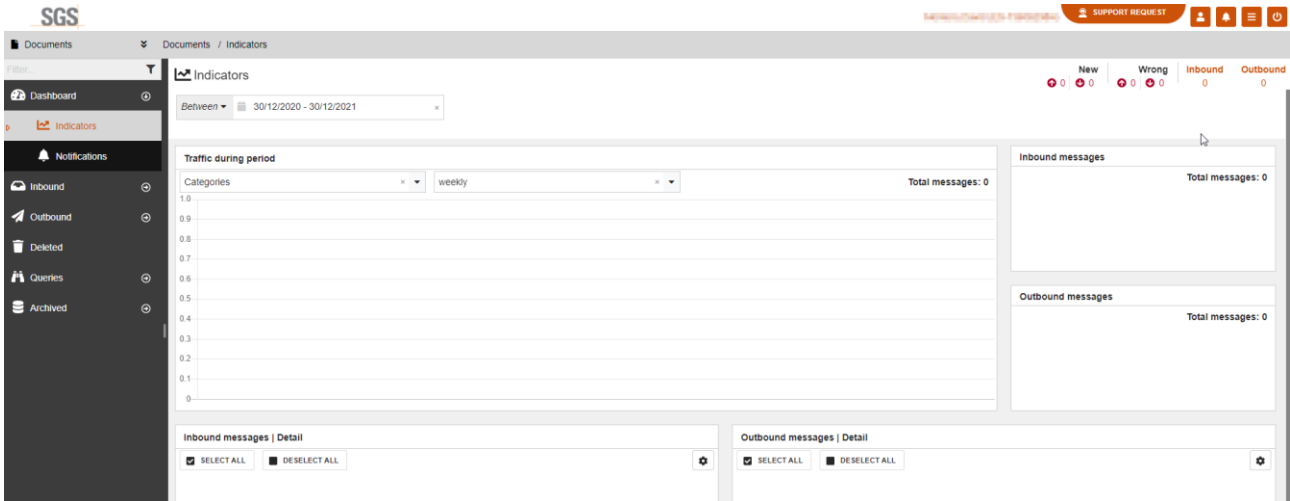 SGS
SUPPORT REQUEST
Documents
Documents / Indicators
Filter...
Indicators
New Wrong Inbound Outbound
0 0 0 0 0 0
Dashboard
Between 30/12/2020 - 30/12/2021 ×
Indicators
Notifications
Traffic during period
Inbound messages
Categories × weekly × Total messages: 0
Total messages: 0
Inbound
1.0
0.9
Outbound
0.8
Deleted
0.7
Queries
0.6
0.5
Outbound messages
Archived
0.4
Total messages: 0
0.3
0.2
0.1
0
Inbound messages | Detail
Outbound messages | Detail
SELECT ALL DESELECT ALL
SELECT ALL DESELECT ALL